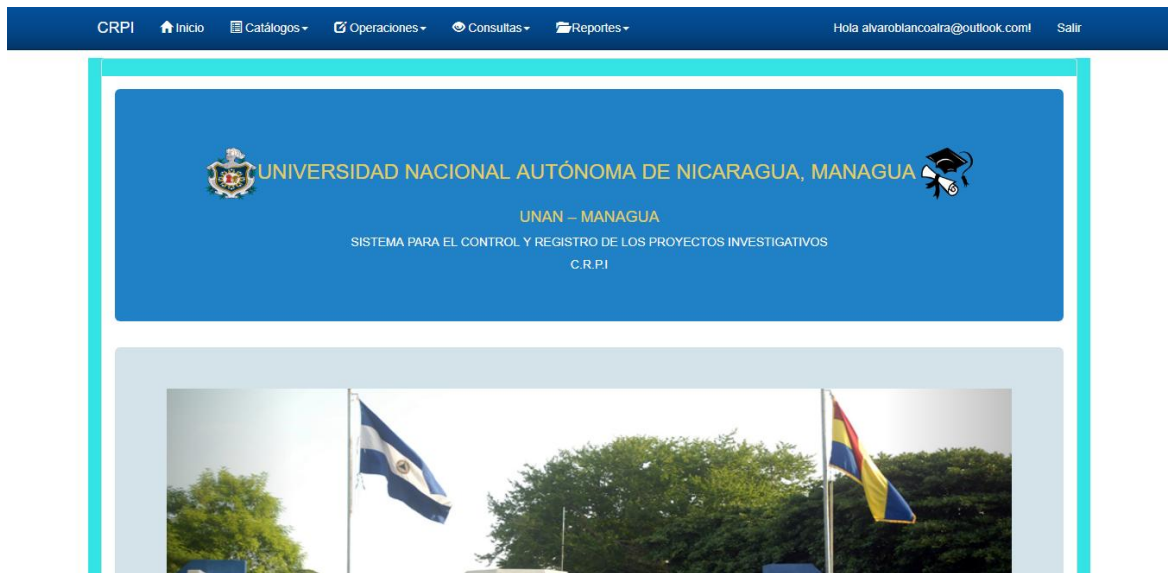 CRPI Inicio Catálogos Operaciones Consultas Reportes Hola alvaroblancoalra@outlook.com! Salir
UNIVERSIDAD NACIONAL AUTÓNOMA DE NICARAGUA, MANAGUA
UNAN – MANAGUA
SISTEMA PARA EL CONTROL Y REGISTRO DE LOS PROYECTOS INVESTIGATIVOS
C.R.P.I